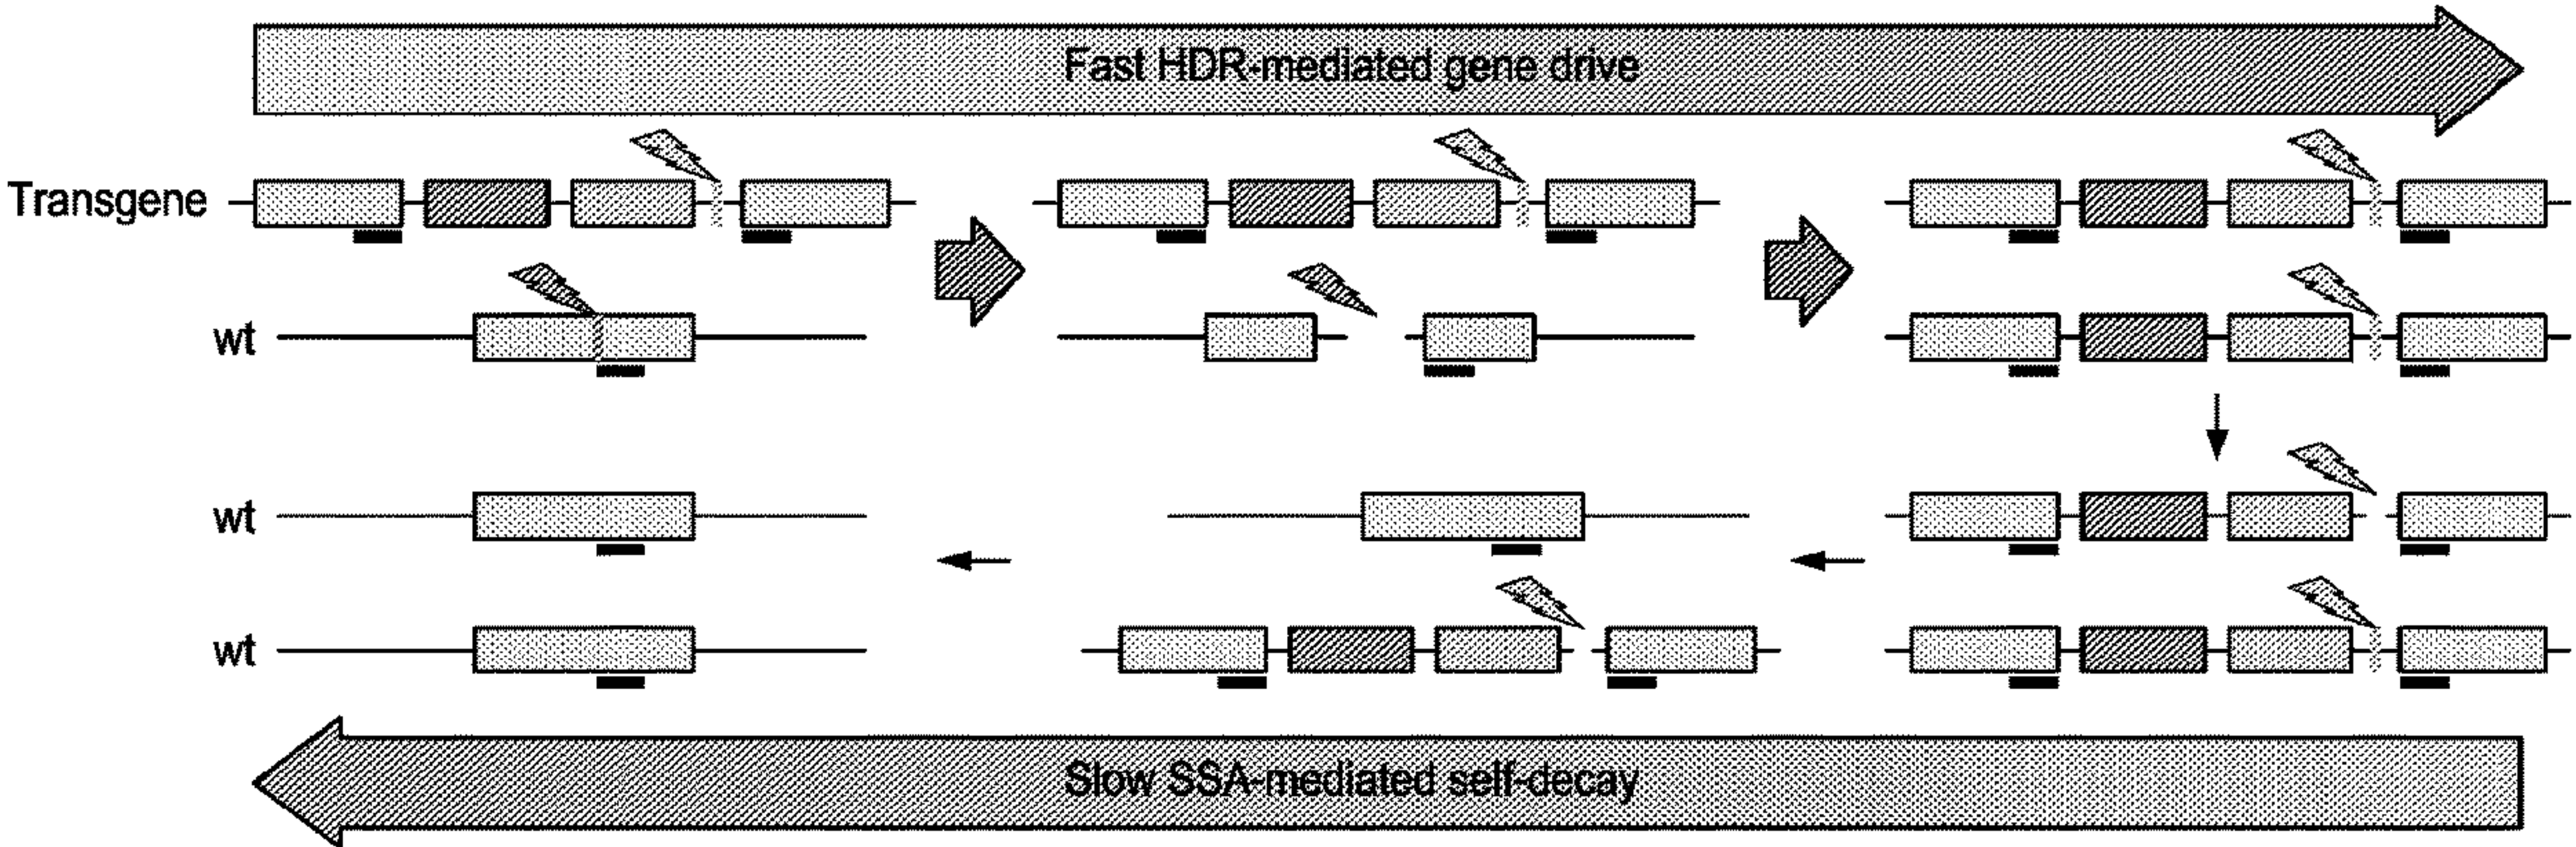 Fast HDR-mediated gene drive
Transgene
wt
wt
wt
Slow SSA-mediated self-decay